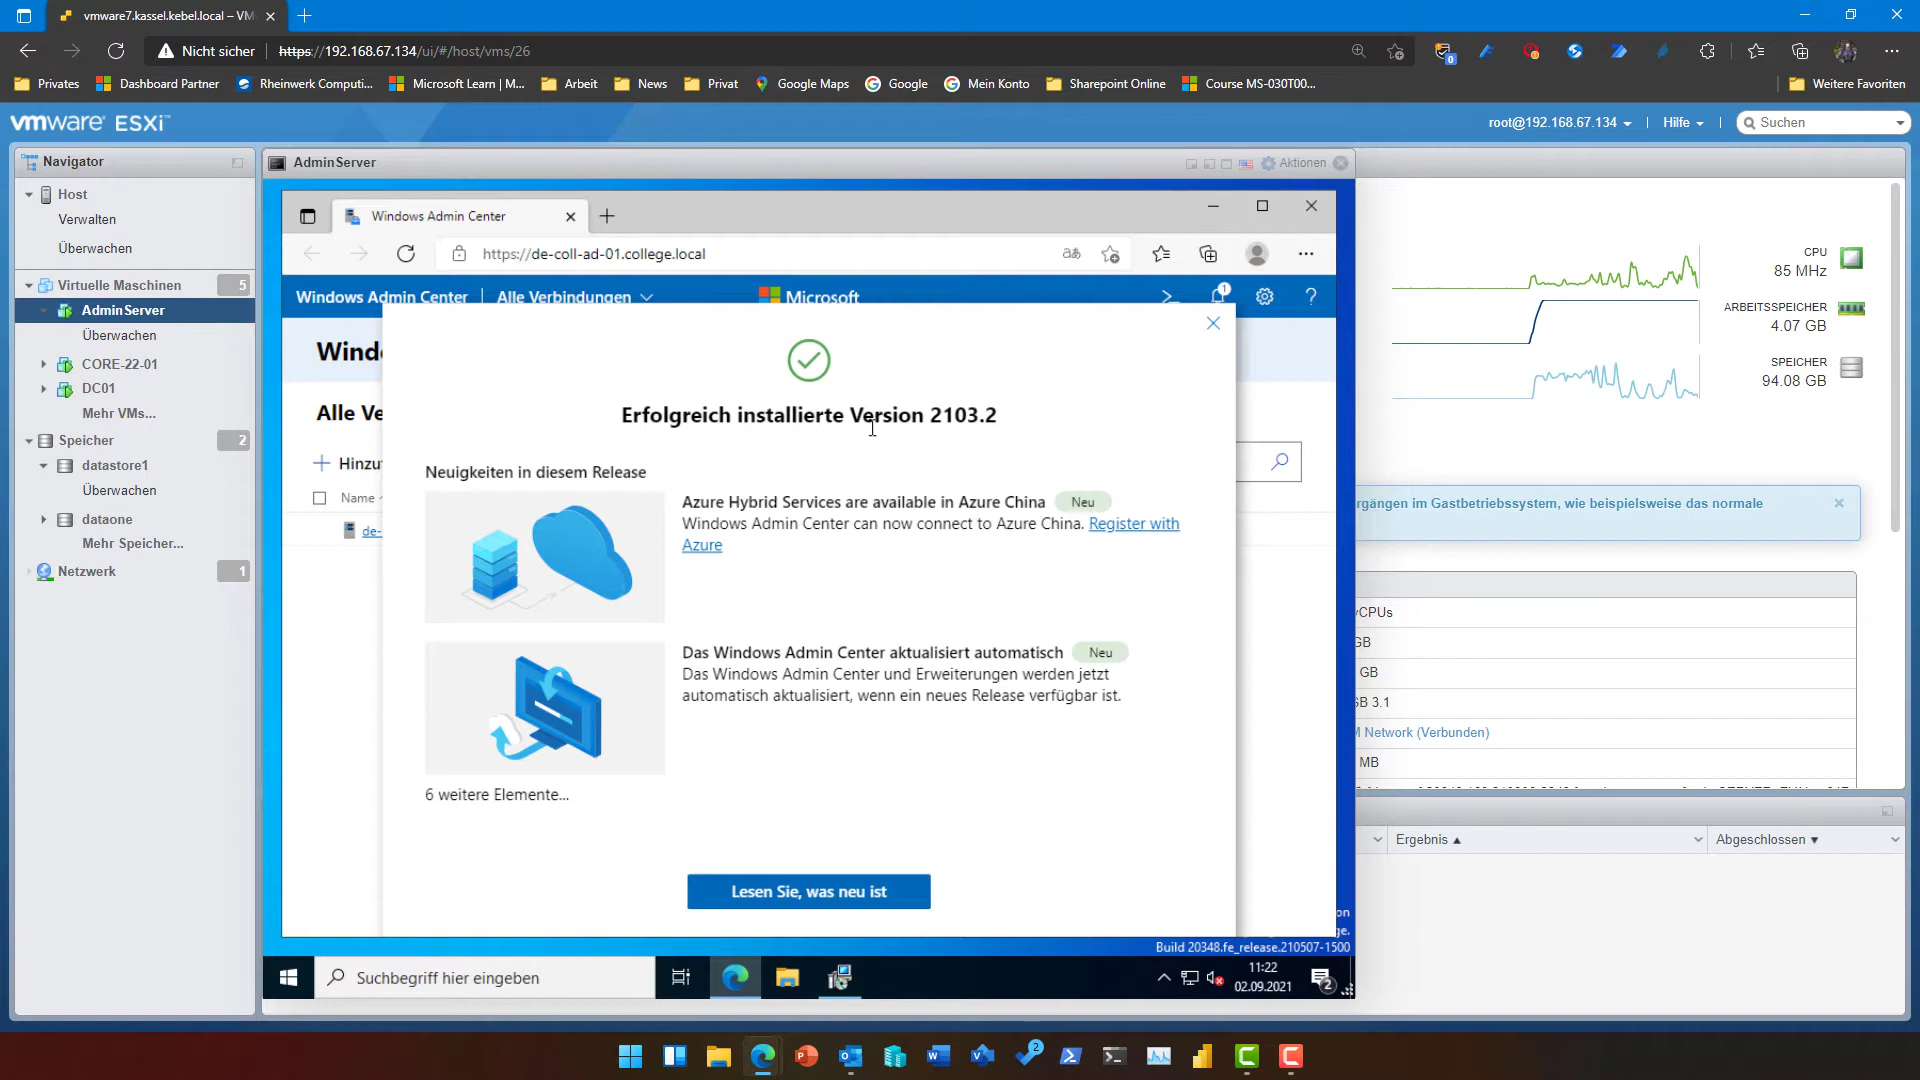 vmware7.kassel.kebel.local – VM
Nicht sicher
https://192.168.67.134/ui/#/host/vms/26
0
Privates
Dashboard Partner
Rheinwerk Computi...
Microsoft Learn | M...
Arbeit
News
Privat
Google Maps
Google
Mein Konto
Sharepoint Online
Course MS-030T00...
Weitere Favoriten
vmware ESXi
root@192.168.67.134
Hilfe
Suchen
Navigator
Host
Verwalten
Überwachen
Virtuelle Maschinen
5
AdminServer
Überwachen
CORE-22-01
DC01
Mehr VMs...
Speicher
2
datastore1
Überwachen
dataone
Mehr Speicher...
Netzwerk
1
AdminServer
Aktionen
Windows Admin Center
https://de-coll-ad-01.college.local
Windows Admin Center
Alle Verbindungen
Microsoft
1
?
Wind
Alle Ve
Hinzu
Name
de-
Erfolgreich installierte Version 2103.2
Neuigkeiten in diesem Release
Azure Hybrid Services are available in Azure China Neu
Windows Admin Center can now connect to Azure China. Register with
Azure
Das Windows Admin Center aktualisiert automatisch Neu
Das Windows Admin Center und Erweiterungen werden jetzt
automatisch aktualisiert, wenn ein neues Release verfügbar ist.
6 weitere Elemente...
Lesen Sie, was neu ist
on
ge.
Build 20348.fe_release.210507-1500
Suchbegriff hier eingeben
11:22
02.09.2021
2
CPU
85 MHz
ARBEITSSPEICHER
4.07 GB
SPEICHER
94.08 GB
rgängen im Gastbetriebssystem, wie beispielsweise das normale
vCPUs
GB
GB
SB 3.1
M Network (Verbunden)
MB
Ergebnis
Abgeschlossen
2